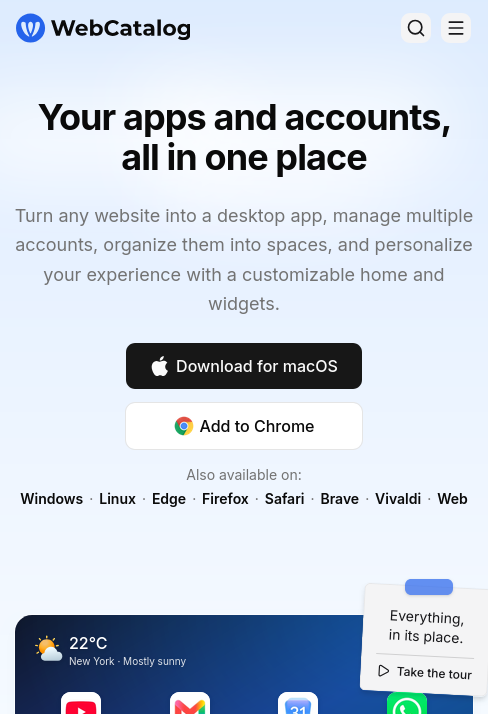 WebCatalog
Your apps and accounts,
all in one place
Turn any website into a desktop app, manage multiple
accounts, organize them into spaces, and personalize
your experience with a customizable home and
widgets.
Download for macOS
Add to Chrome
Also available on:
Windows · Linux · Edge · Firefox · Safari · Brave · Vivaldi · Web
Everything,
in its place.
Take the tour
22°C
New York · Mostly sunny
31